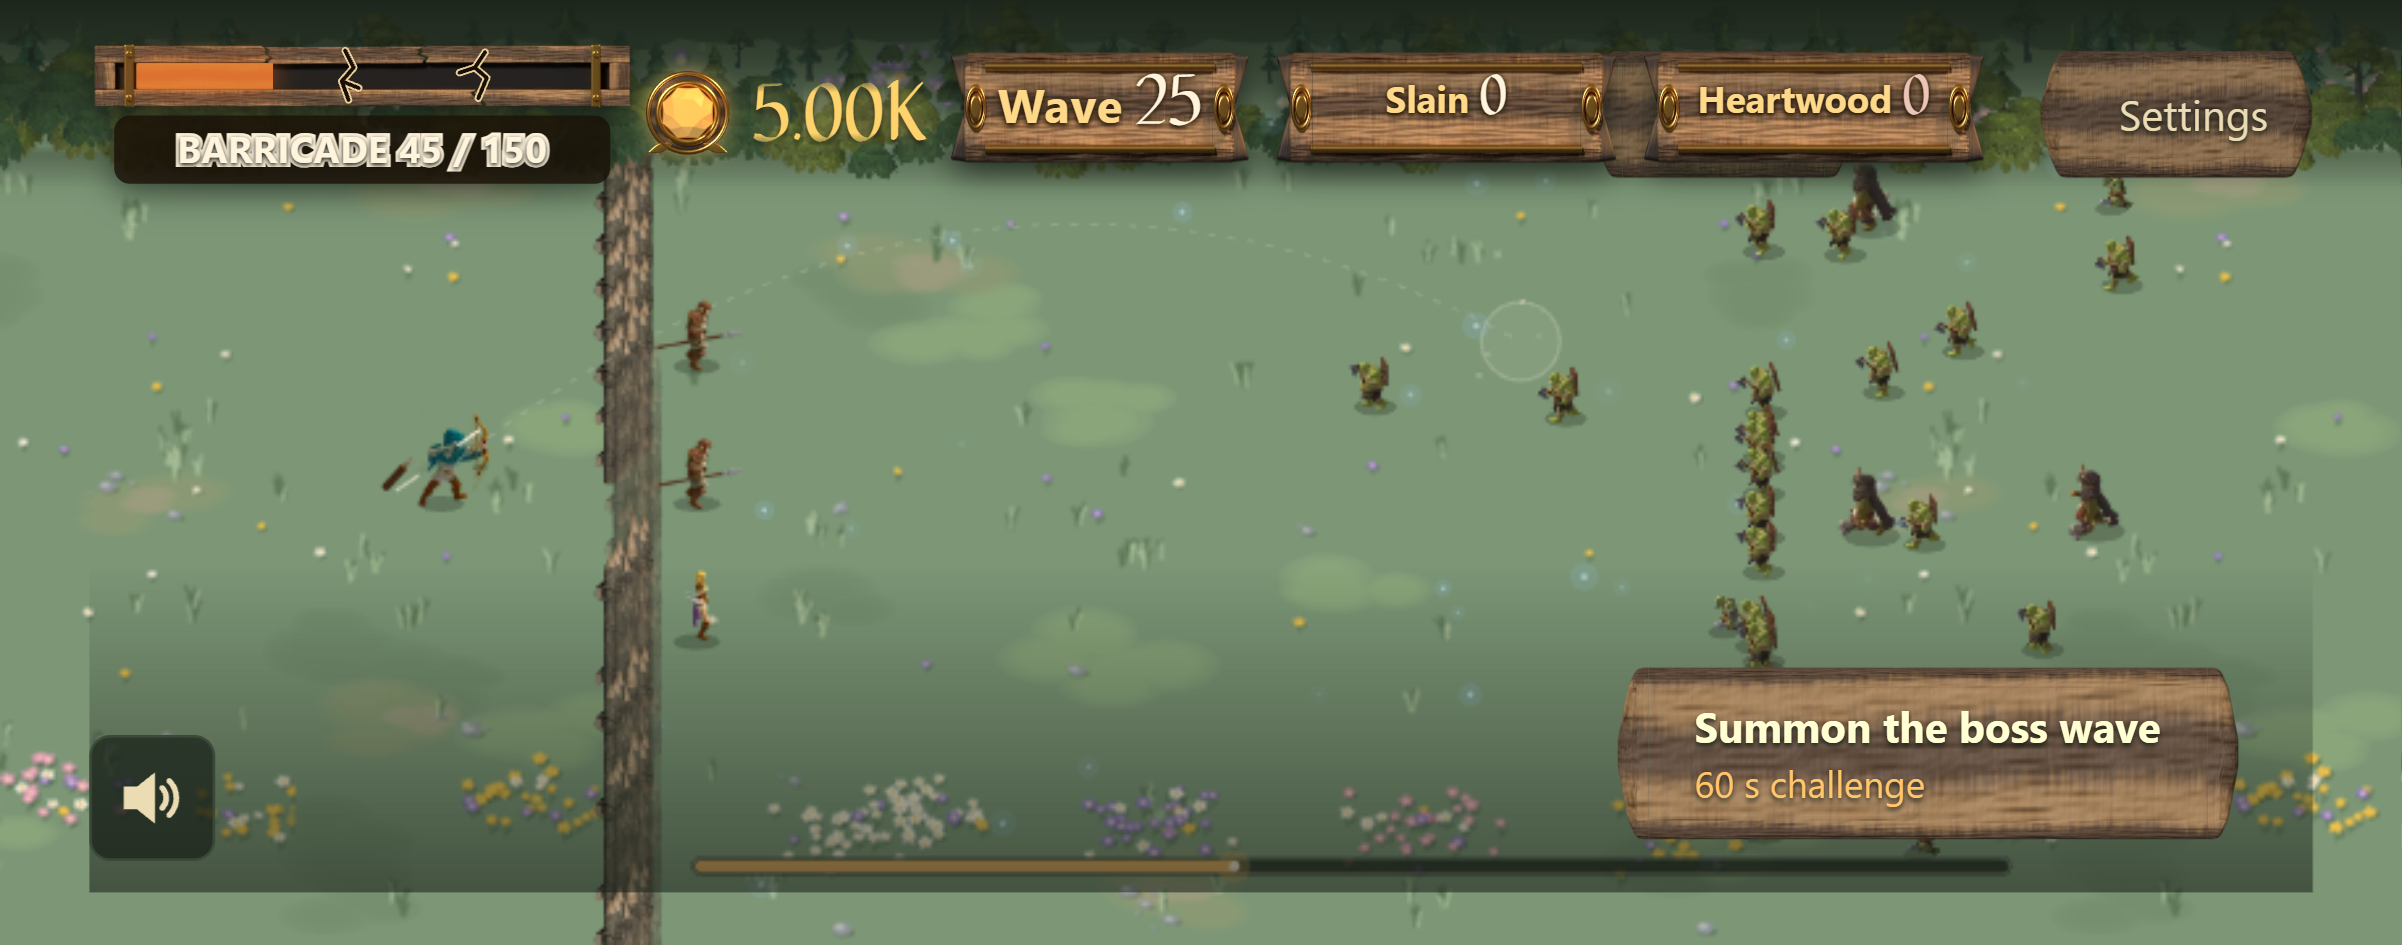 BARRICADE 45 / 150
5.00K
Wave 25
Slain 0
Heartwood 0
Settings
Summon the boss wave
60 s challenge